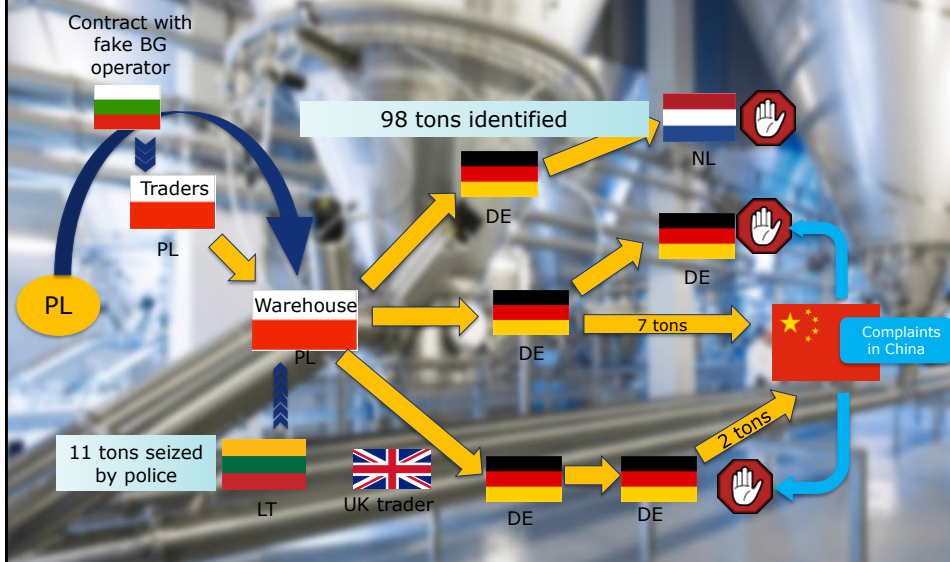 Contract with
fake BG
operator
98 tons identified
NL
Traders
DE
PL
DE
PL
Warehouse
7 tons
Complaints
in China
PL
DE
2 tons
11 tons seized
by police
LT
UK trader
DE
DE